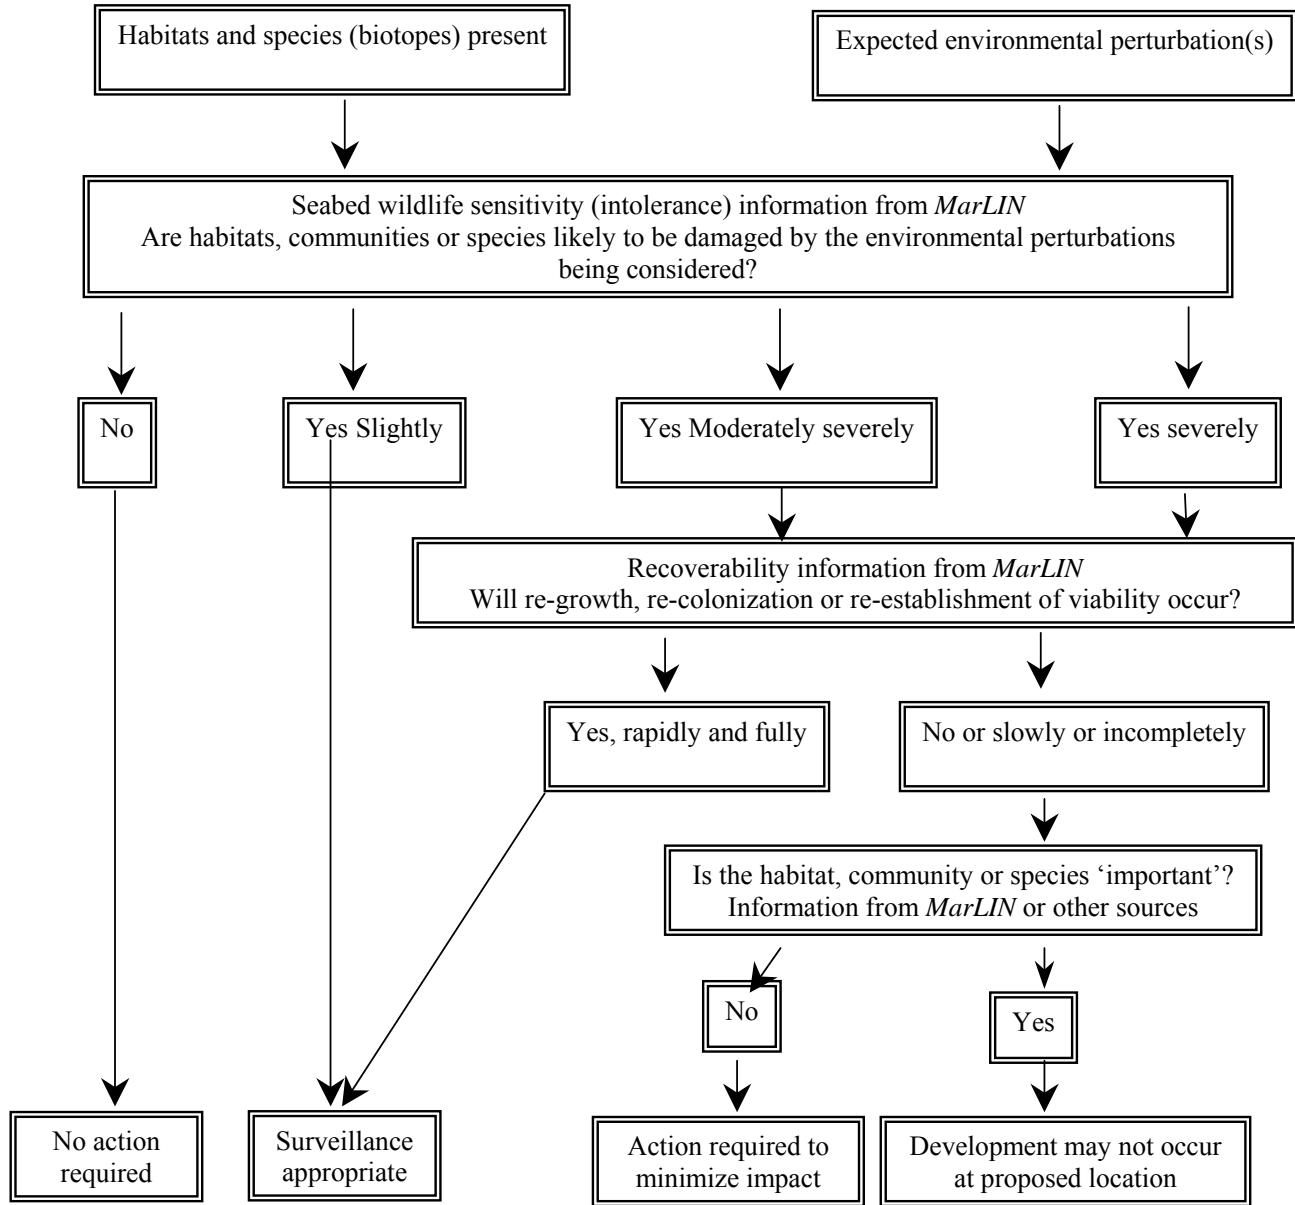 Habitats and species (biotopes) present
Expected environmental perturbation(s)
Seabed wildlife sensitivity (intolerance) information from MarLIN
Are habitats, communities or species likely to be damaged by the environmental perturbations
being considered?
No
Yes Slightly
Yes Moderately severely
Yes severely
Recoverability information from MarLIN
Will re-growth, re-colonization or re-establishment of viability occur?
Yes, rapidly and fully
No or slowly or incompletely
Is the habitat, community or species ‘important’?
Information from MarLIN or other sources
No
Yes
No action
required
Surveillance
appropriate
Action required to
minimize impact
Development may not occur
at proposed location